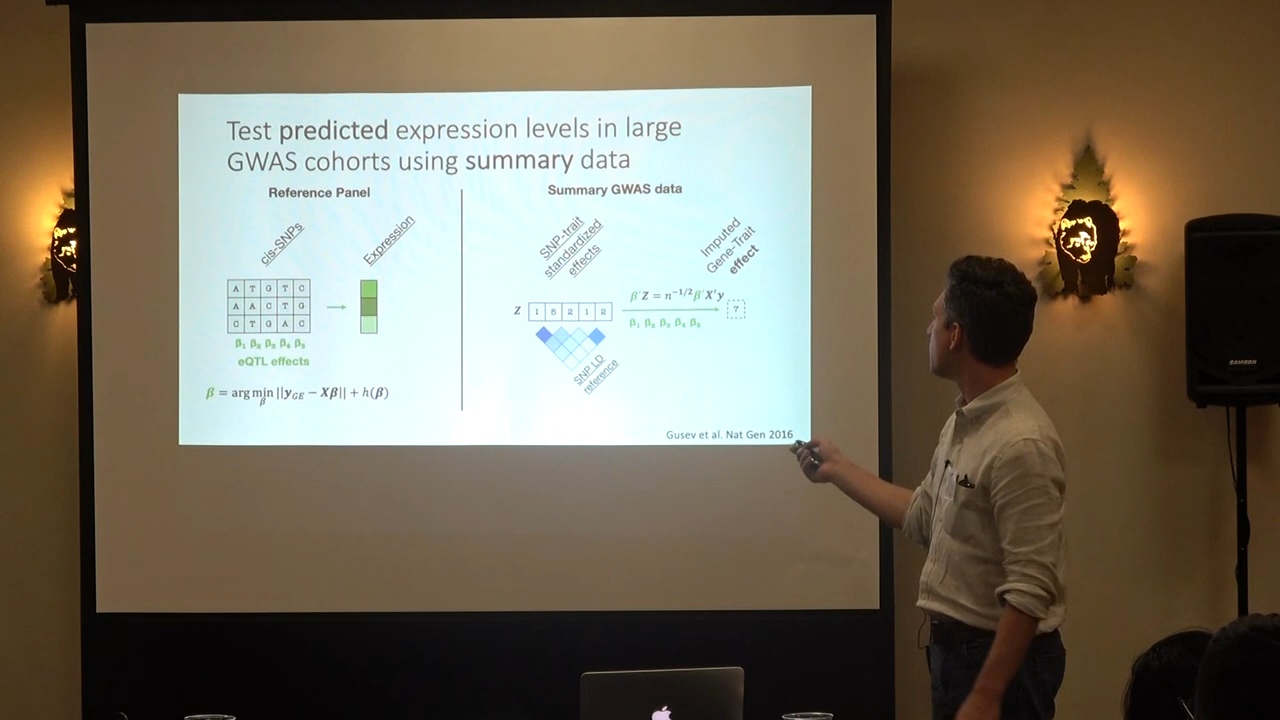 Test predicted expression levels in large
GWAS cohorts using summary data
Reference Panel
cis-SNPs
Expression
A T G T C
A A C T G
C T G A C
β₁ β₂ β₃ β₄ β₅
eQTL effects
β = arg min ||y_GE − Xβ|| + h(β)
β
Summary GWAS data
SNP-trait
standardized
effects
Imputed
Gene-Trait
effect
β′Z = n^{-1/2}β′X′y
Z 1 8 2 1 2
?
β₁ β₂ β₃ β₄ β₅
SNP LD
reference
Gusev et al. Nat Gen 2016
SAMSON